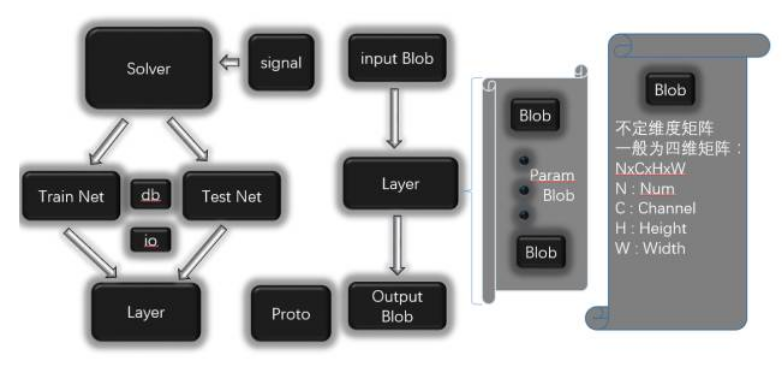 Solver
signal
input Blob
Train Net
db
Test Net
io
Layer
Proto
Layer
Output
Blob
Blob
Param
Blob
Blob
Blob
不定维度矩阵
一般为四维矩阵：
NxCxHxW
N : Num
C : Channel
H : Height
W : Width